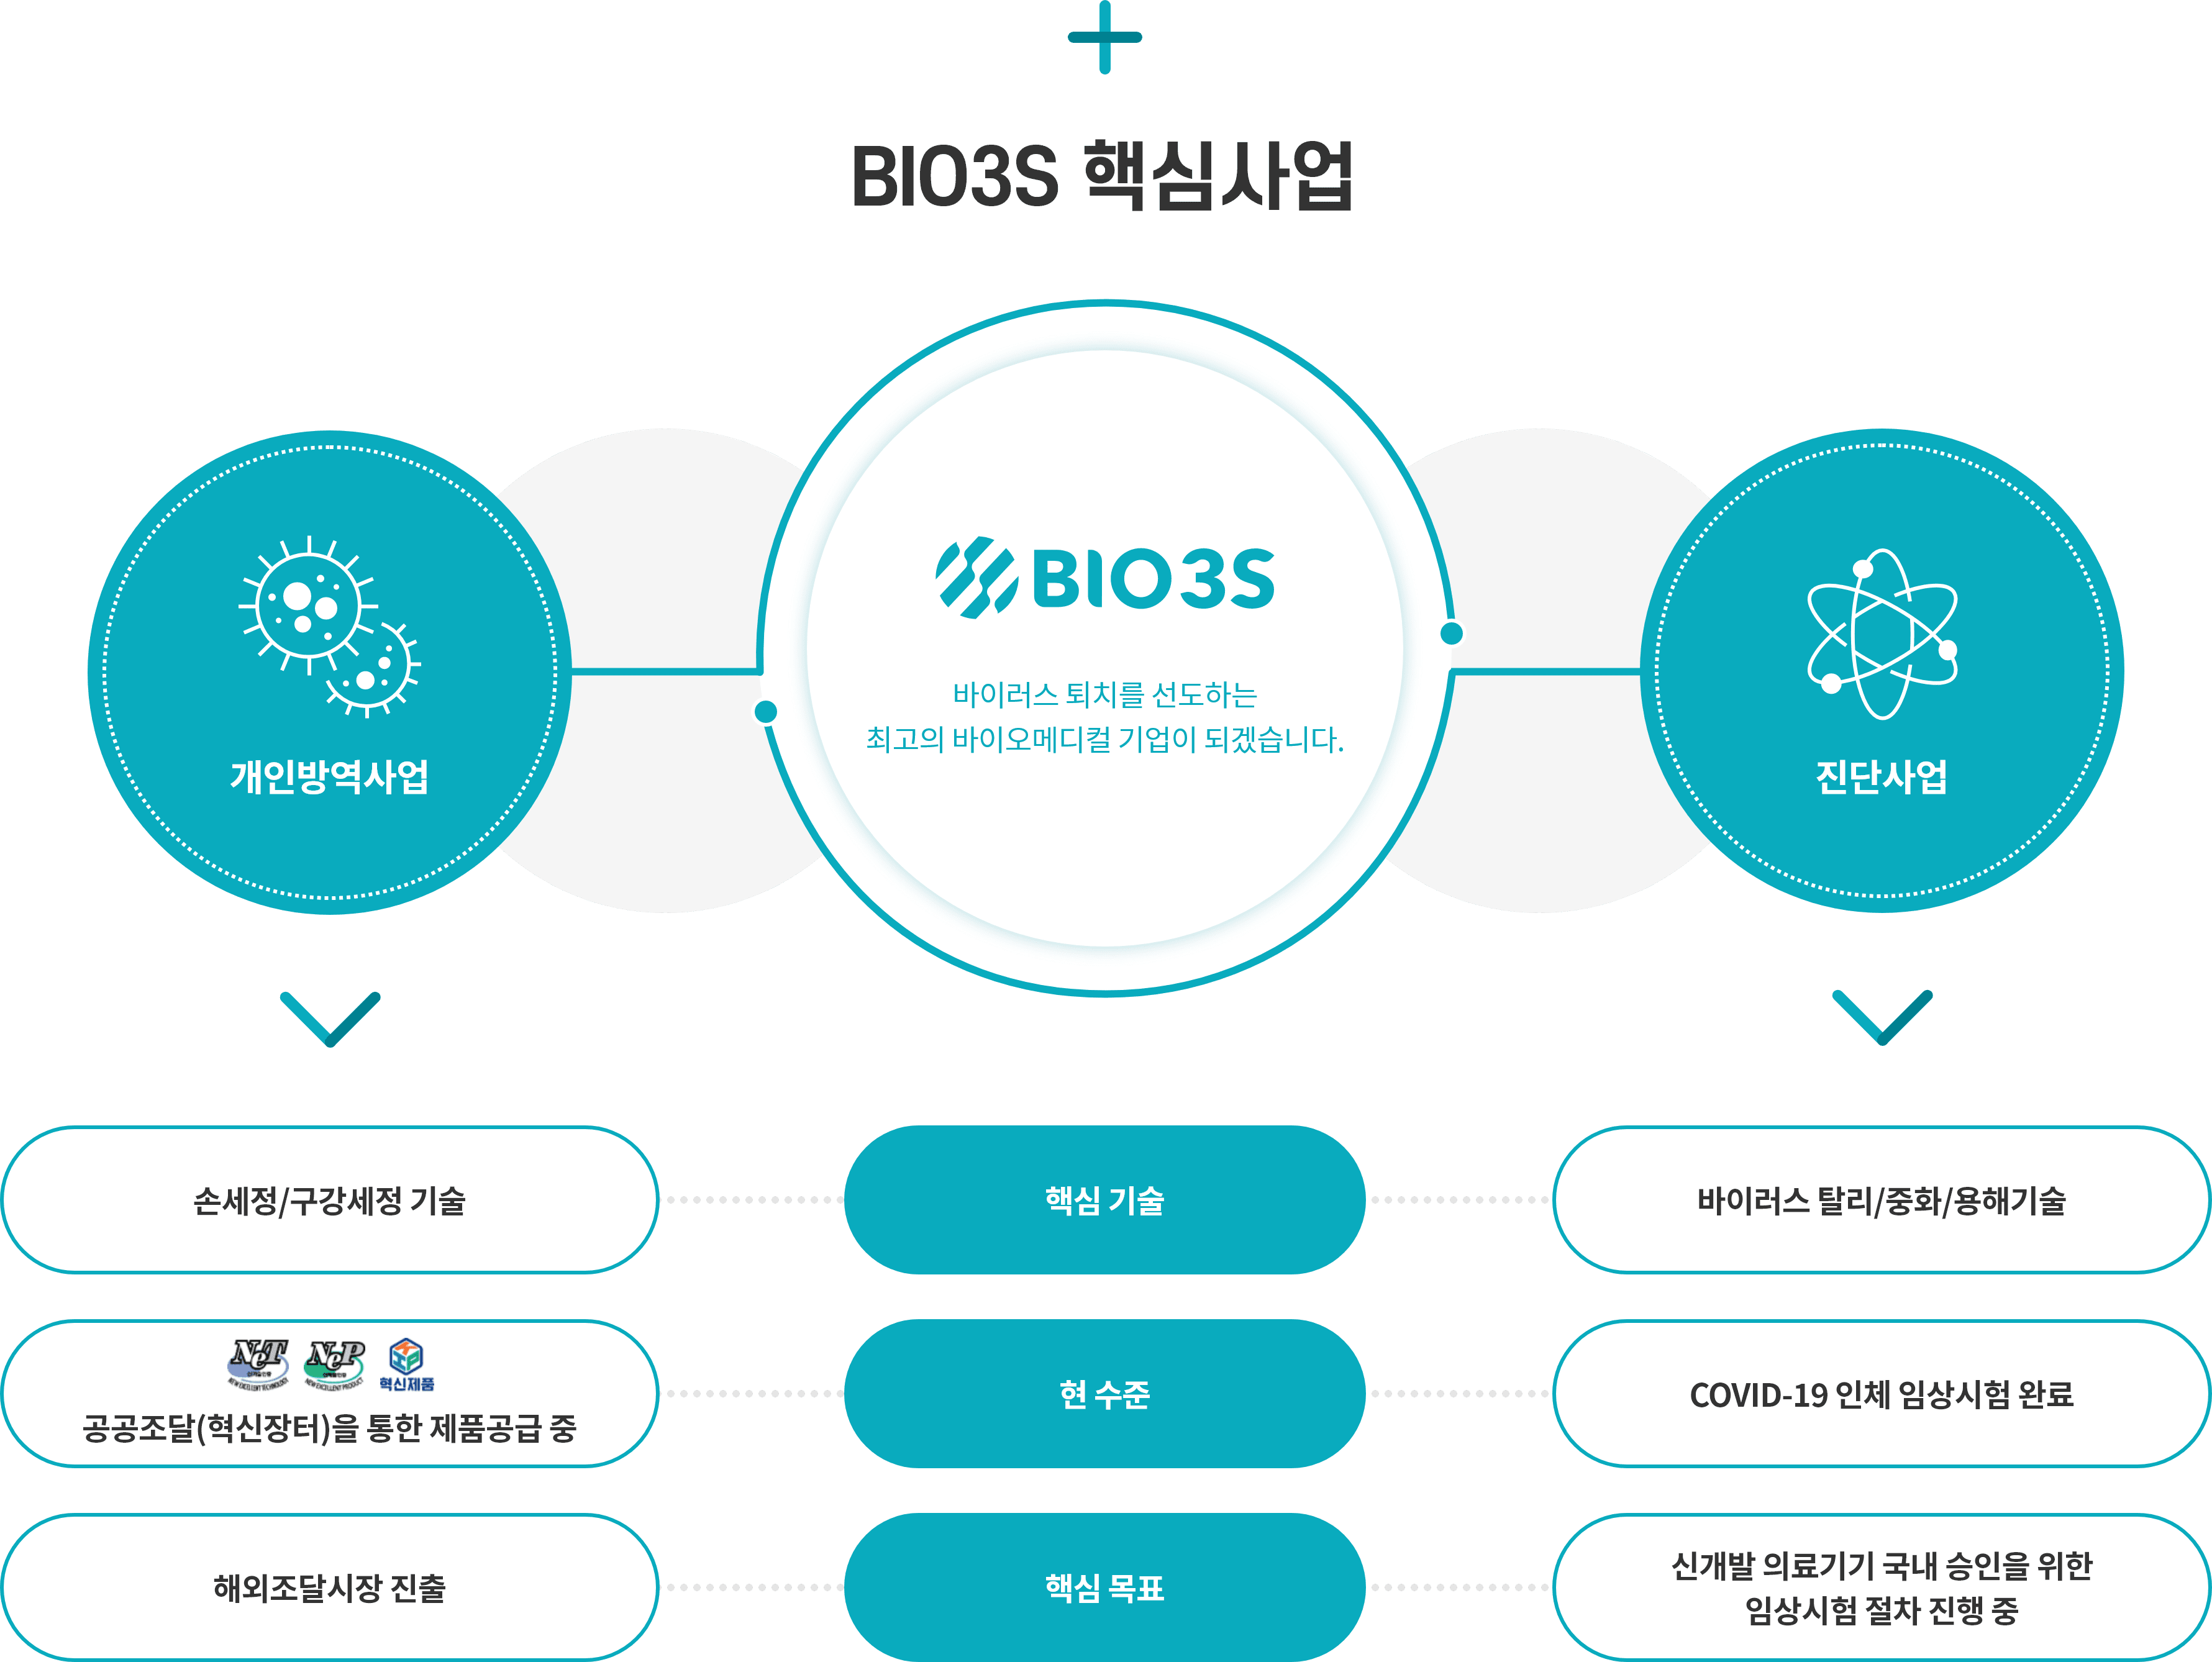 BIO3S 핵심사업
BIO3S
바이러스 퇴치를 선도하는
최고의 바이오메디컬 기업이 되겠습니다.
개인방역사업
진단사업
손세정/구강세정 기술
핵심 기술
바이러스 탈리/중화/용해기술
NeT
NEW EXCELLENT TECHNOLOGY
NeP
NEW EXCELLENT PRODUCT
혁신제품
공공조달(혁신장터)을 통한 제품공급 중
현 수준
COVID-19 인체 임상시험 완료
해외조달시장 진출
핵심 목표
신개발 의료기기 국내 승인을 위한
임상시험 절차 진행 중